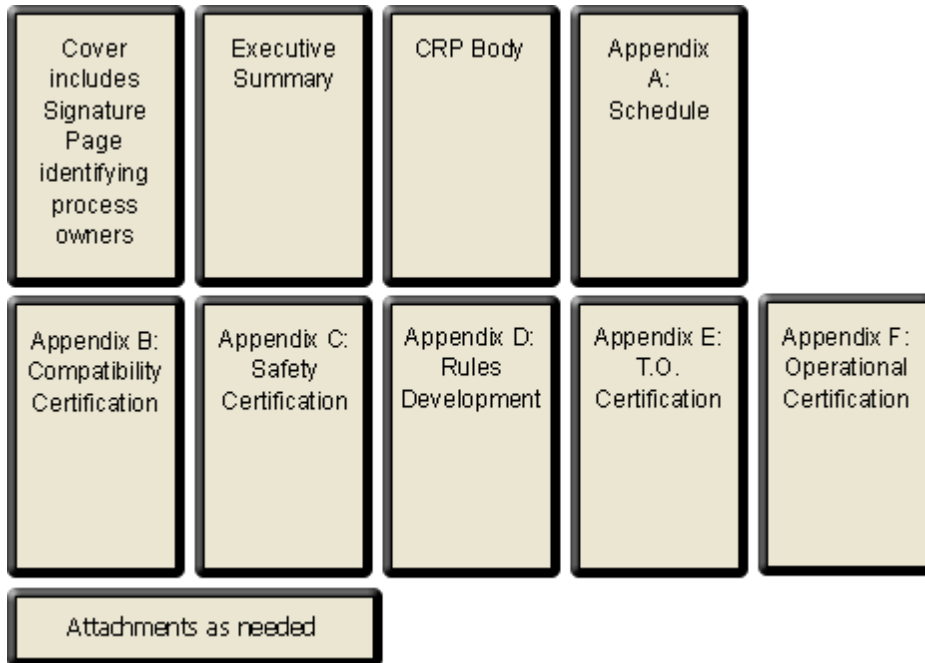 Cover
includes
Signature
Page
identifying
process
owners
Executive
Summary
CRP Body
Appendix
A:
Schedule
Appendix B:
Compatibility
Certification
Appendix C:
Safety
Certification
Appendix D:
Rules
Development
Appendix E:
T.O.
Certification
Appendix F:
Operational
Certification
Attachments as needed